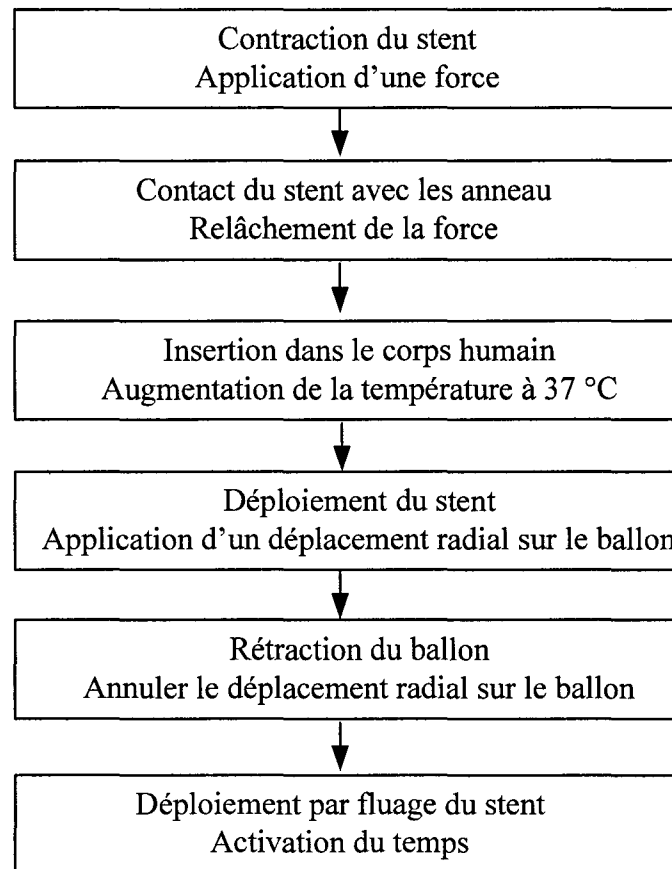 Contraction du stent
Application d'une force
Contact du stent avec les anneau
Relâchement de la force
Insertion dans le corps humain
Augmentation de la température à 37 °C
Déploiement du stent
Application d'un déplacement radial sur le ballon
Rétraction du ballon
Annuler le déplacement radial sur le ballon
Déploiement par fluage du stent
Activation du temps